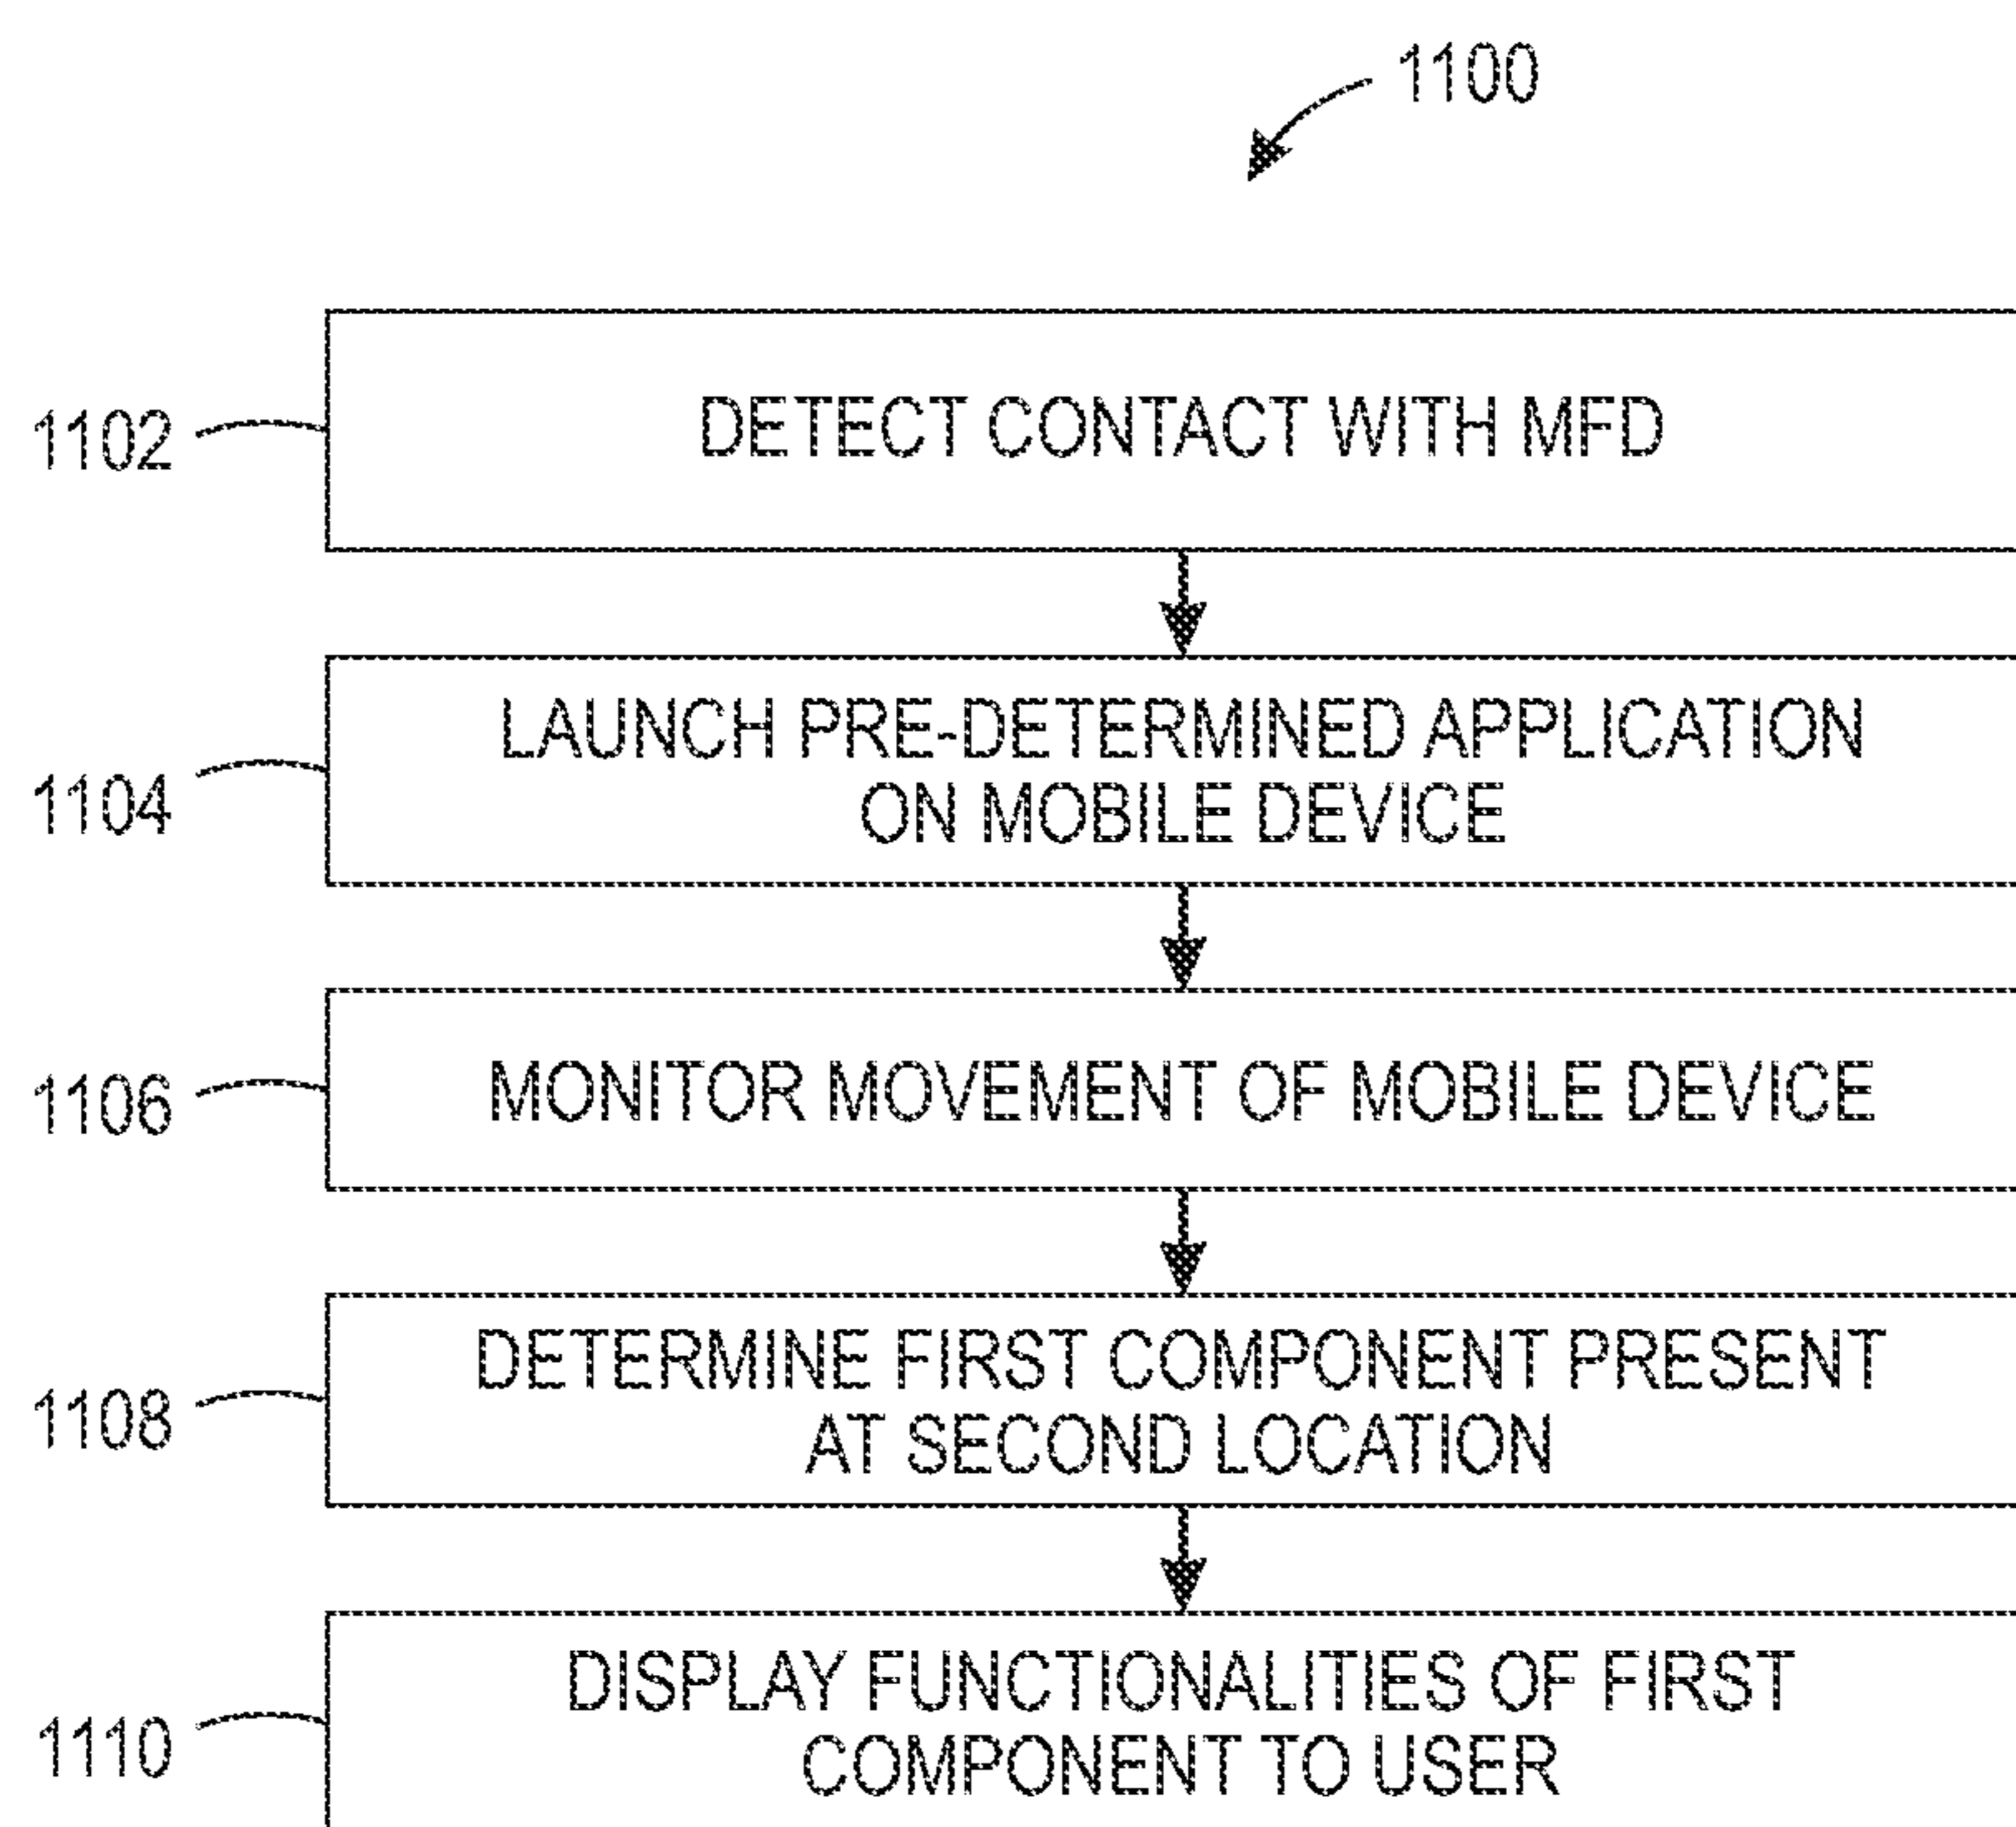 1100
1102
DETECT CONTACT WITH MFD
1104
LAUNCH PRE-DETERMINED APPLICATION
ON MOBILE DEVICE
1106
MONITOR MOVEMENT OF MOBILE DEVICE
1108
DETERMINE FIRST COMPONENT PRESENT
AT SECOND LOCATION
1110
DISPLAY FUNCTIONALITIES OF FIRST
COMPONENT TO USER